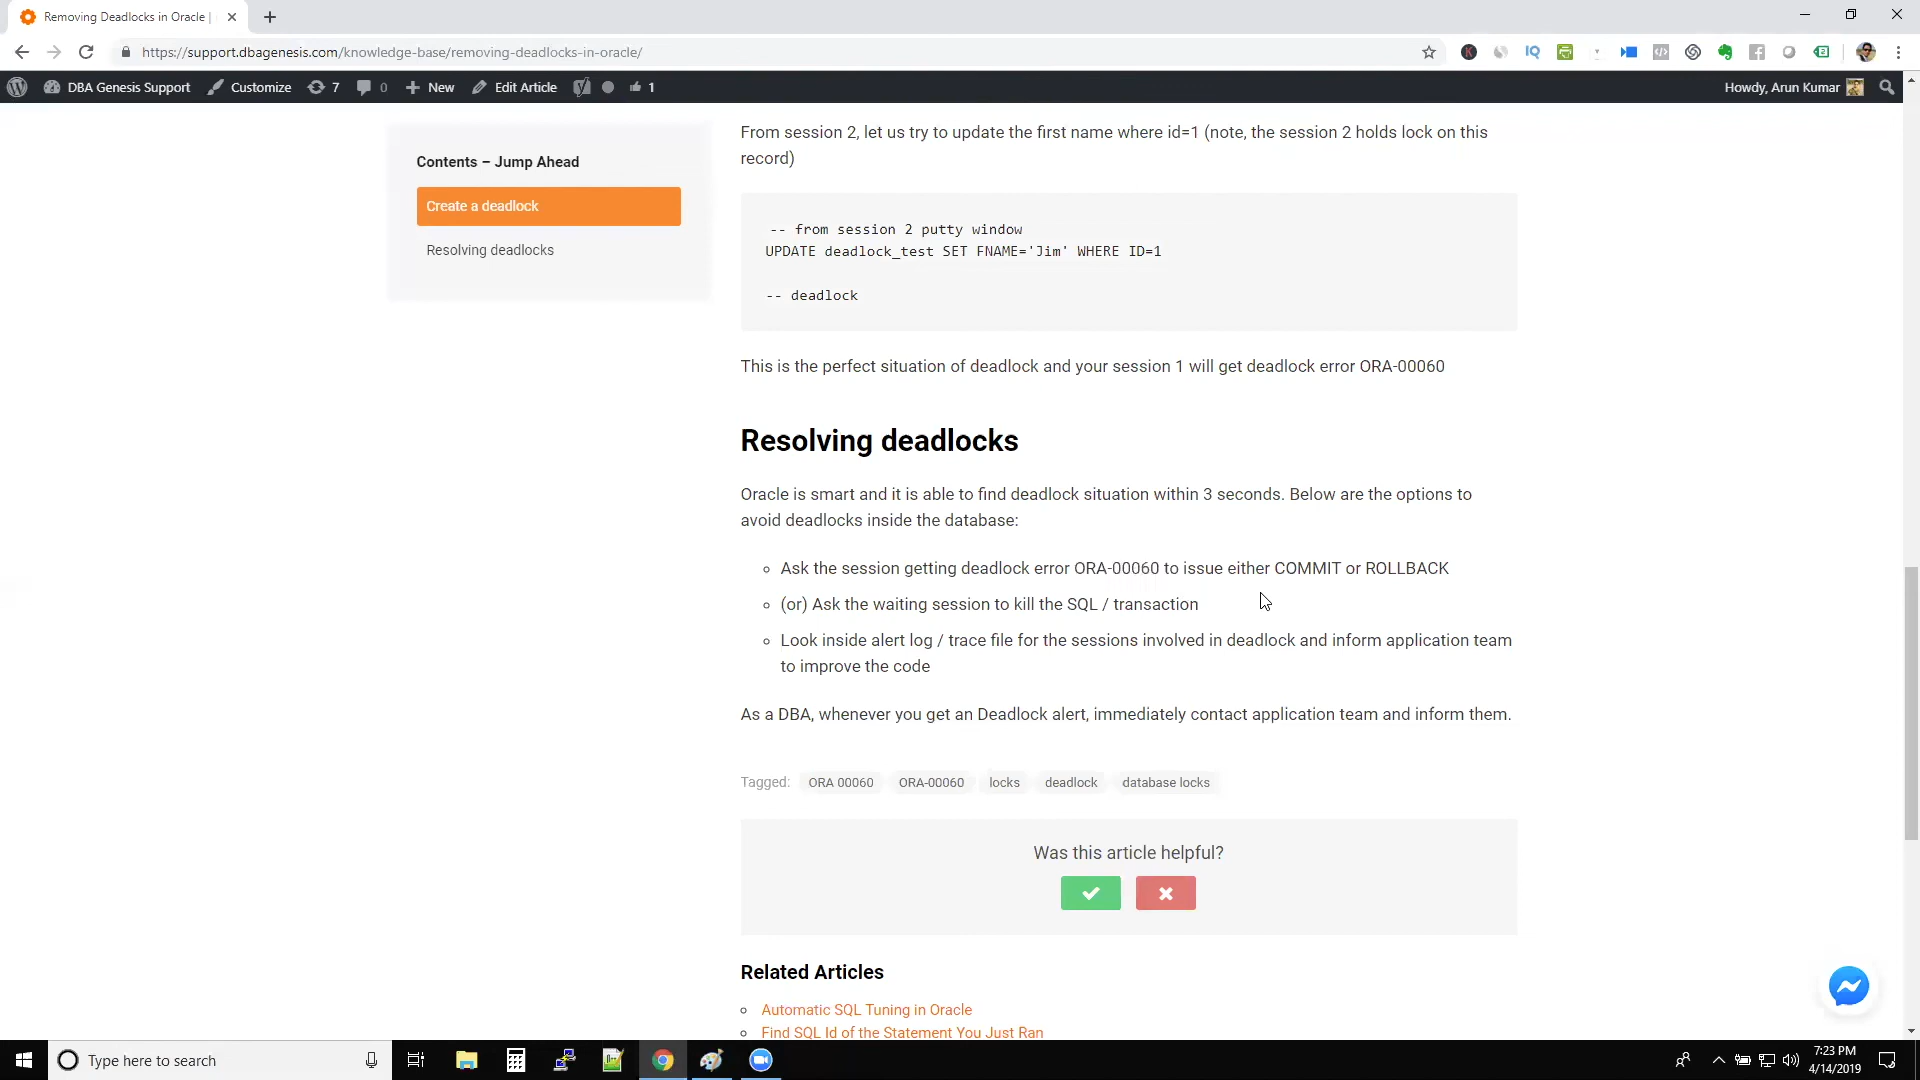 Removing Deadlocks in Oracle |
https://support.dbagenesis.com/knowledge-base/removing-deadlocks-in-oracle/
DBA Genesis Support Customize 7 0 New Edit Article 1 Howdy, Arun Kumar
Contents – Jump Ahead
Create a deadlock
Resolving deadlocks
From session 2, let us try to update the first name where id=1 (note, the session 2 holds lock on this
record)
-- from session 2 putty window
UPDATE deadlock_test SET FNAME='Jim' WHERE ID=1
-- deadlock
This is the perfect situation of deadlock and your session 1 will get deadlock error ORA-00060
Resolving deadlocks
Oracle is smart and it is able to find deadlock situation within 3 seconds. Below are the options to
avoid deadlocks inside the database:
Ask the session getting deadlock error ORA-00060 to issue either COMMIT or ROLLBACK
(or) Ask the waiting session to kill the SQL / transaction
Look inside alert log / trace file for the sessions involved in deadlock and inform application team
to improve the code
As a DBA, whenever you get an Deadlock alert, immediately contact application team and inform them.
Tagged: ORA 00060 ORA-00060 locks deadlock database locks
Was this article helpful?
Related Articles
Automatic SQL Tuning in Oracle
Find SQL Id of the Statement You Just Ran
Type here to search
7:23 PM
4/14/2019